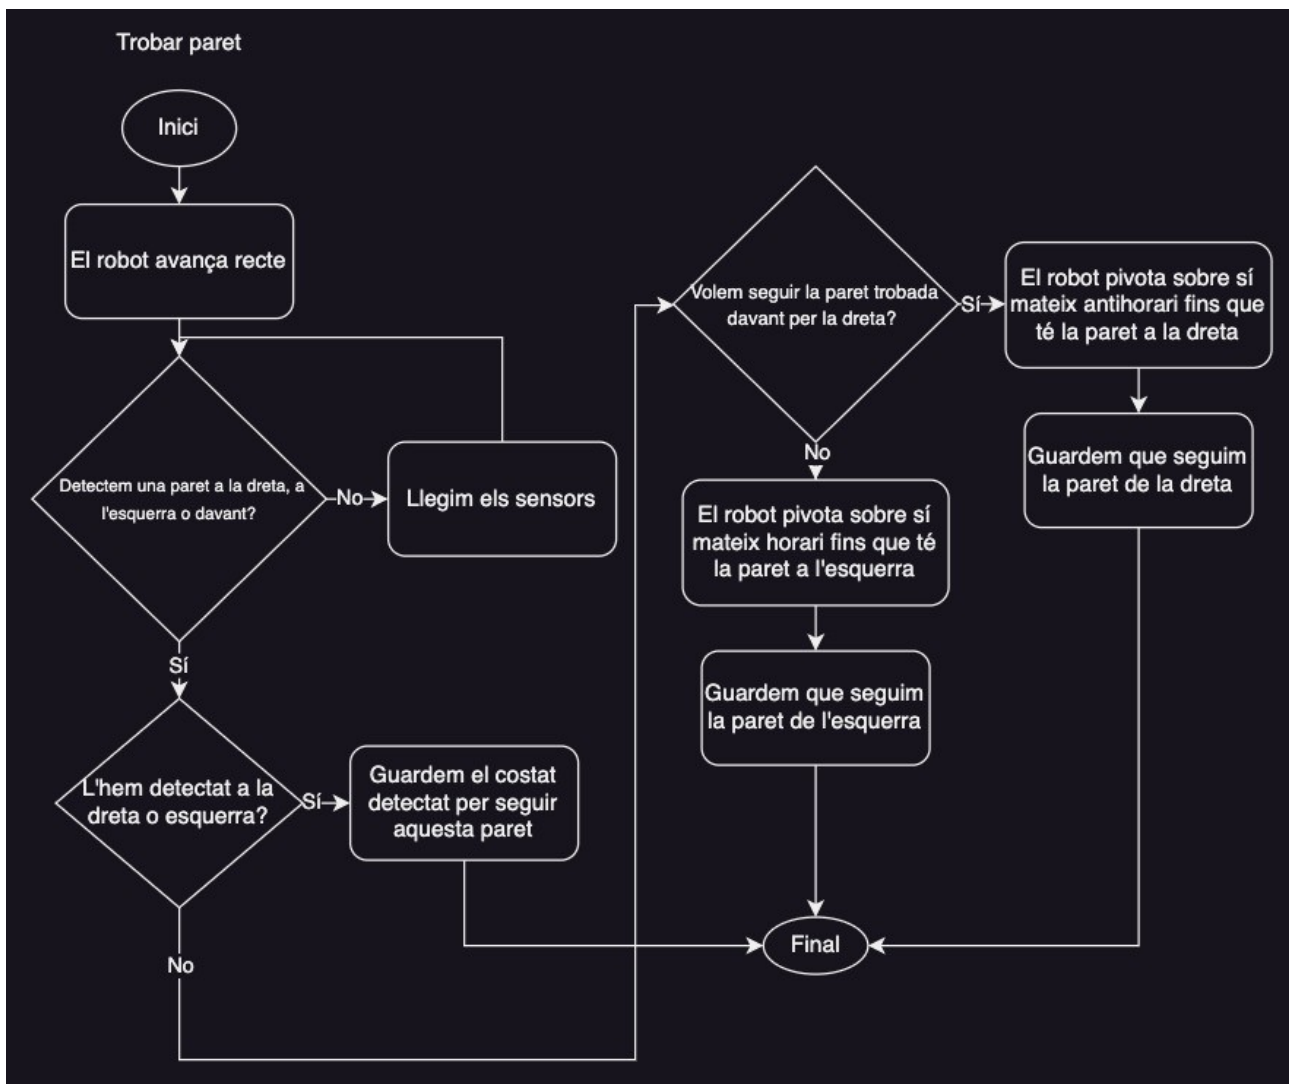 Trobar paret
Inici
El robot avança recte
Detectem una paret a la dreta, a
l'esquerra o davant?
No
Llegim els sensors
Sí
L'hem detectat a la
dreta o esquerra?
Sí
Guardem el costat
detectat per seguir
aquesta paret
No
Volem seguir la paret trobada
davant per la dreta?
Sí
El robot pivota sobre sí
mateix antihorari fins que
té la paret a la dreta
Guardem que seguim
la paret de la dreta
No
El robot pivota sobre sí
mateix horari fins que té
la paret a l'esquerra
Guardem que seguim
la paret de l'esquerra
Final